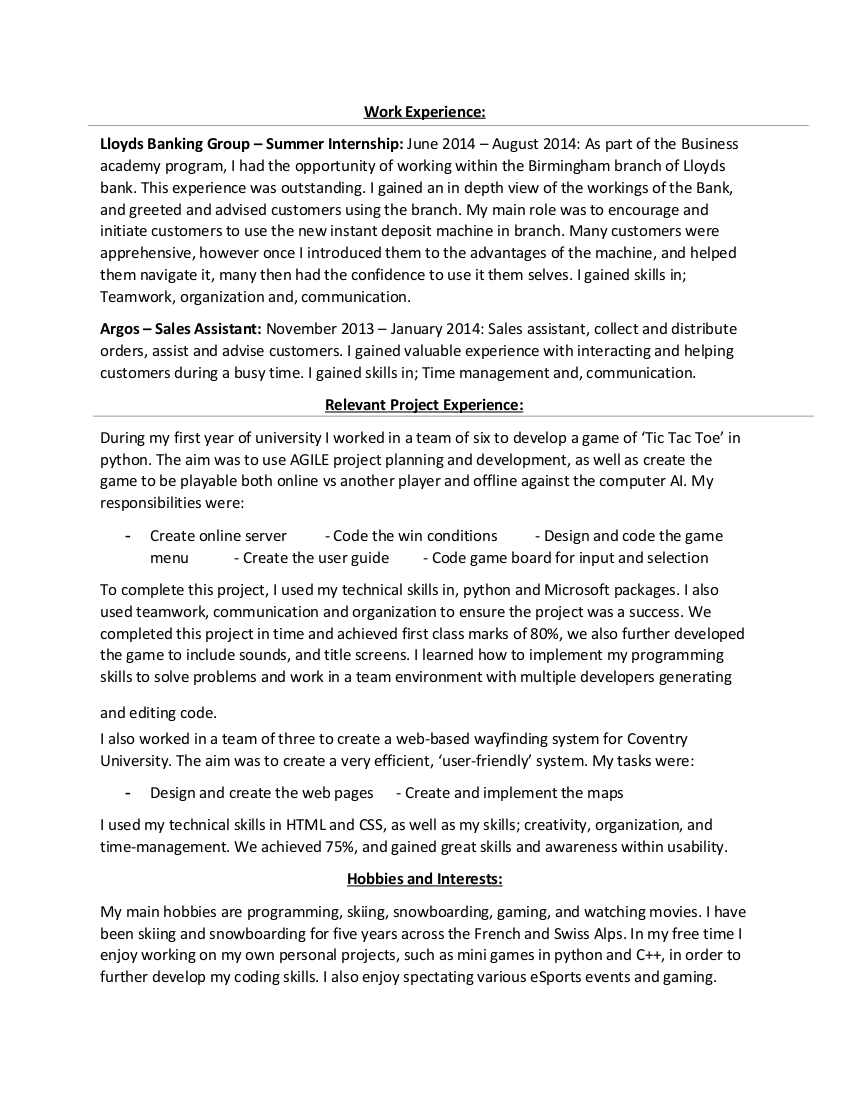 Work Experience:
Lloyds Banking Group – Summer Internship: June 2014 – August 2014: As part of the Business
academy program, I had the opportunity of working within the Birmingham branch of Lloyds
bank. This experience was outstanding. I gained an in depth view of the workings of the Bank,
and greeted and advised customers using the branch. My main role was to encourage and
initiate customers to use the new instant deposit machine in branch. Many customers were
apprehensive, however once I introduced them to the advantages of the machine, and helped
them navigate it, many then had the confidence to use it them selves. I gained skills in;
Teamwork, organization and, communication.
Argos – Sales Assistant: November 2013 – January 2014: Sales assistant, collect and distribute
orders, assist and advise customers. I gained valuable experience with interacting and helping
customers during a busy time. I gained skills in; Time management and, communication.
Relevant Project Experience:
During my first year of university I worked in a team of six to develop a game of ‘Tic Tac Toe’ in
python. The aim was to use AGILE project planning and development, as well as create the
game to be playable both online vs another player and offline against the computer AI. My
responsibilities were:
- Create online server - Code the win conditions - Design and code the game
menu - Create the user guide - Code game board for input and selection
To complete this project, I used my technical skills in, python and Microsoft packages. I also
used teamwork, communication and organization to ensure the project was a success. We
completed this project in time and achieved first class marks of 80%, we also further developed
the game to include sounds, and title screens. I learned how to implement my programming
skills to solve problems and work in a team environment with multiple developers generating
and editing code.
I also worked in a team of three to create a web-based wayfinding system for Coventry
University. The aim was to create a very efficient, ‘user-friendly’ system. My tasks were:
- Design and create the web pages - Create and implement the maps
I used my technical skills in HTML and CSS, as well as my skills; creativity, organization, and
time-management. We achieved 75%, and gained great skills and awareness within usability.
Hobbies and Interests:
My main hobbies are programming, skiing, snowboarding, gaming, and watching movies. I have
been skiing and snowboarding for five years across the French and Swiss Alps. In my free time I
enjoy working on my own personal projects, such as mini games in python and C++, in order to
further develop my coding skills. I also enjoy spectating various eSports events and gaming.